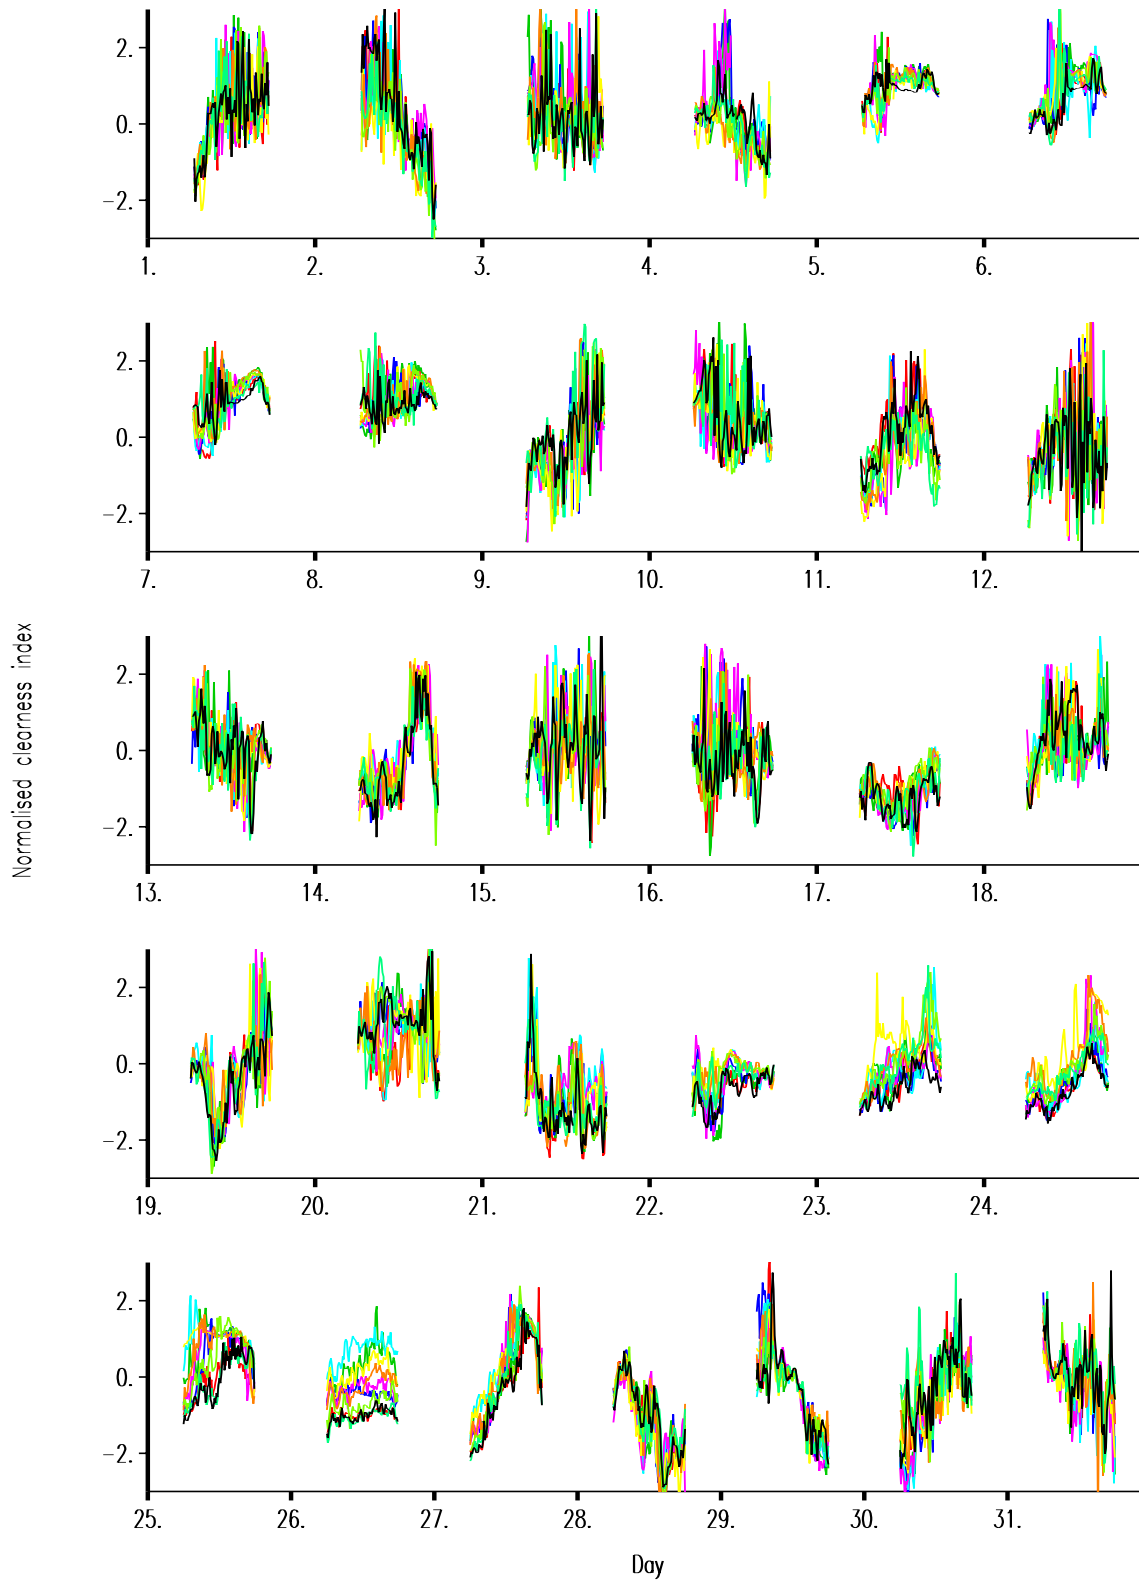 2.
0.
−2.
1. 2. 3. 4. 5. 6.
2.
0.
−2.
7. 8. 9. 10. 11. 12.
Normalised clearness index
2.
0.
−2.
13. 14. 15. 16. 17. 18.
2.
0.
−2.
19. 20. 21. 22. 23. 24.
2.
0.
−2.
25. 26. 27. 28. 29. 30. 31.
Day